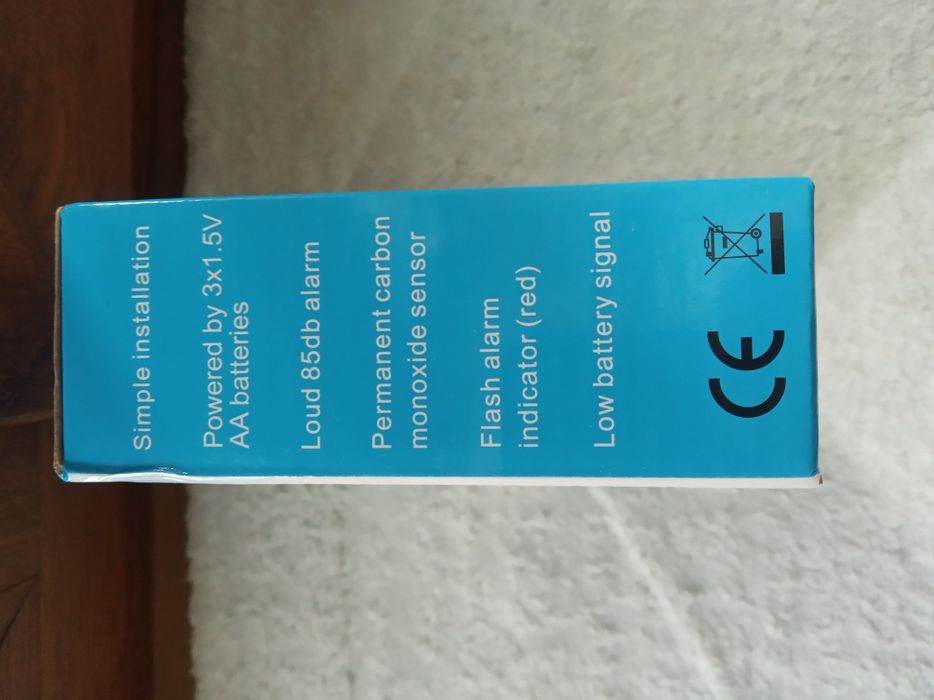 Simple installation
Powered by 3x1.5V
AA batteries
Loud 85db alarm
Permanent carbon
monoxide sensor
Flash alarm
indicator (red)
Low battery signal
CE